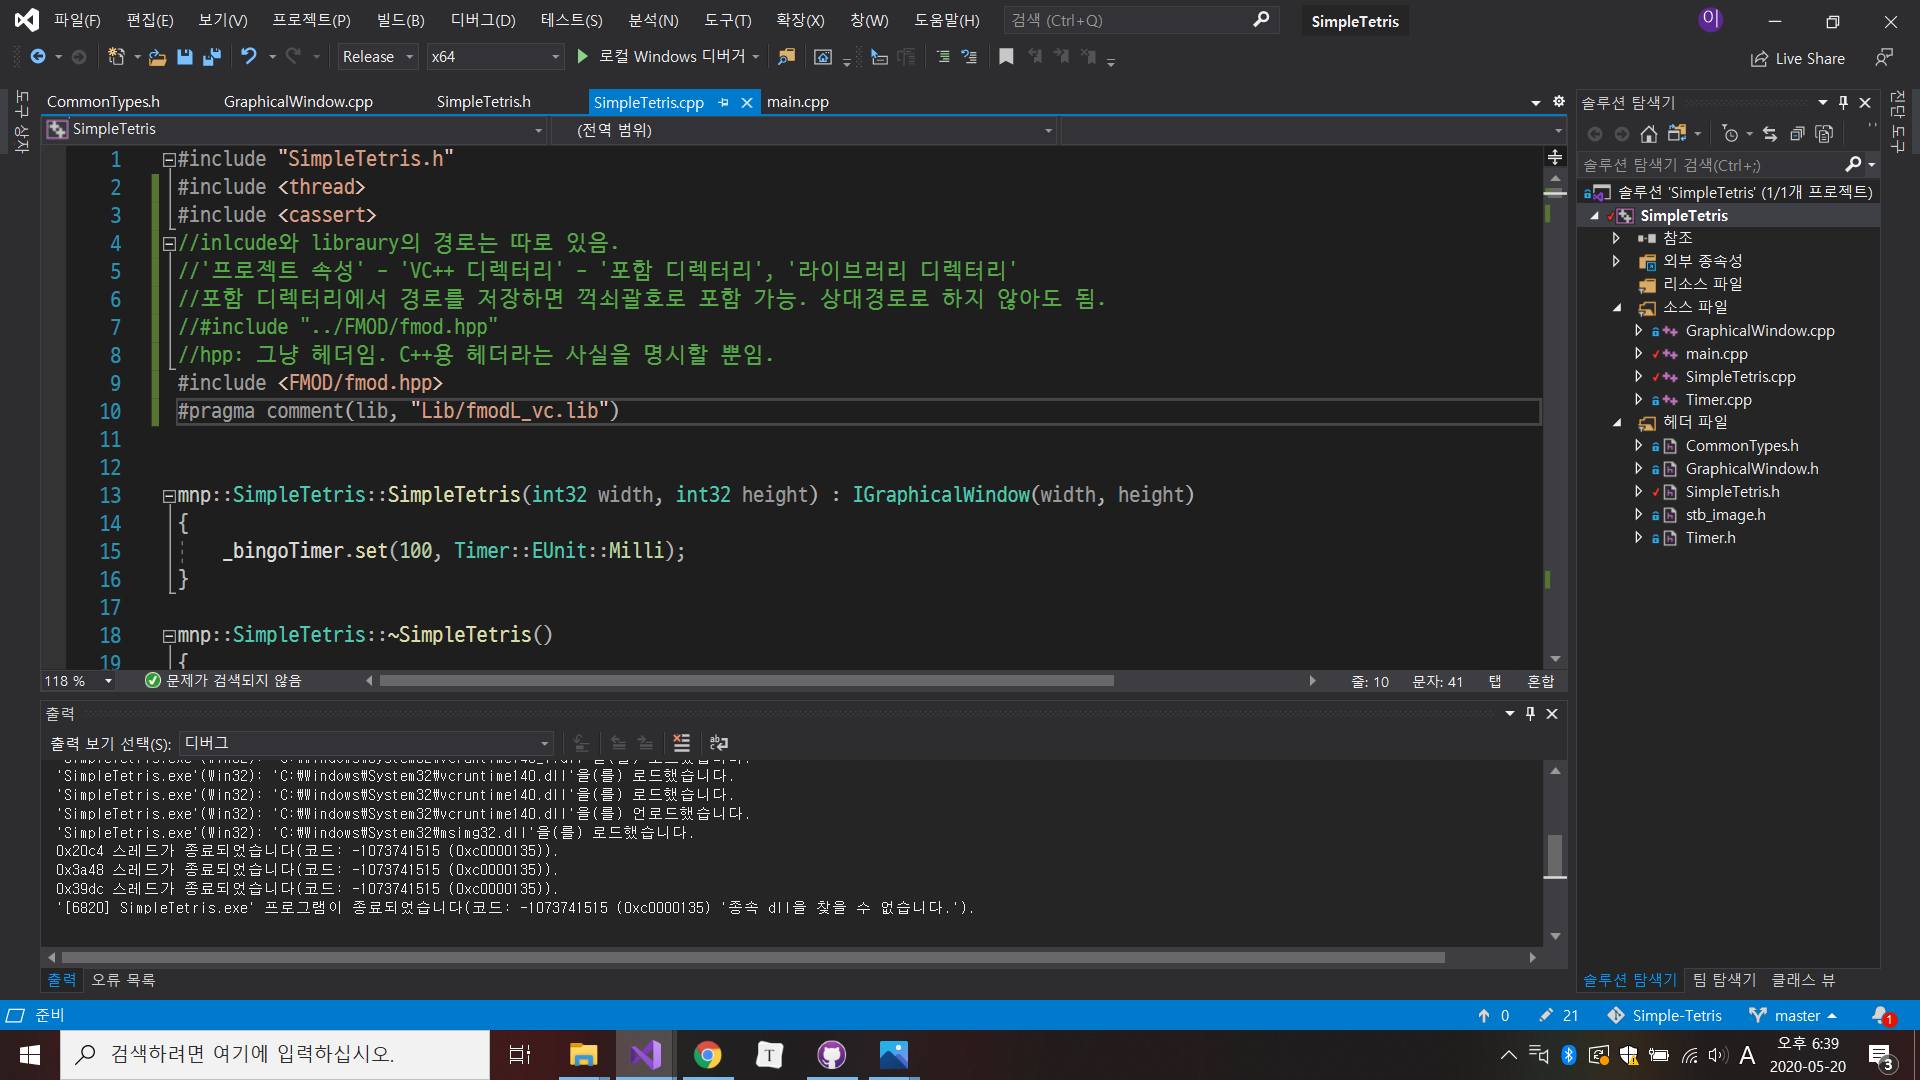 파일(F) 편집(E) 보기(V) 프로젝트(P) 빌드(B) 디버그(D) 테스트(S) 분석(N) 도구(T) 확장(X) 창(W) 도움말(H) 검색 (Ctrl+Q) SimpleTetris 이
Release x64 로컬 Windows 디버거 Live Share
도구 상자
CommonTypes.h GraphicalWindow.cpp SimpleTetris.h SimpleTetris.cpp main.cpp
SimpleTetris (전역 범위)
1 #include "SimpleTetris.h"
2 #include <thread>
3 #include <cassert>
4 //inlcude와 libraury의 경로는 따로 있음.
5 //'프로젝트 속성' - 'VC++ 디렉터리' - '포함 디렉터리', '라이브러리 디렉터리'
6 //포함 디렉터리에서 경로를 저장하면 꺽쇠괄호로 포함 가능. 상대경로로 하지 않아도 됨.
7 //#include "../FMOD/fmod.hpp"
8 //hpp: 그냥 헤더임. C++용 헤더라는 사실을 명시할 뿐임.
9 #include <FMOD/fmod.hpp>
10 #pragma comment(lib, "Lib/fmodL_vc.lib")
11
12
13 mnp::SimpleTetris::SimpleTetris(int32 width, int32 height) : IGraphicalWindow(width, height)
14 {
15 _bingoTimer.set(100, Timer::EUnit::Milli);
16 }
17
18 mnp::SimpleTetris::~SimpleTetris()
19 {
118 % 문제가 검색되지 않음 줄: 10 문자: 41 탭 혼합
출력
출력 보기 선택(S): 디버그
'SimpleTetris.exe'(Win32): 'C:₩Windows₩System32₩vcruntime140.dll'을(를) 로드했습니다.
'SimpleTetris.exe'(Win32): 'C:₩Windows₩System32₩vcruntime140.dll'을(를) 로드했습니다.
'SimpleTetris.exe'(Win32): 'C:₩Windows₩System32₩vcruntime140.dll'을(를) 언로드했습니다.
'SimpleTetris.exe'(Win32): 'C:₩Windows₩System32₩msimg32.dll'을(를) 로드했습니다.
0x20c4 스레드가 종료되었습니다(코드: -1073741515 (0xc0000135)).
0x3a48 스레드가 종료되었습니다(코드: -1073741515 (0xc0000135)).
0x39dc 스레드가 종료되었습니다(코드: -1073741515 (0xc0000135)).
'[6820] SimpleTetris.exe' 프로그램이 종료되었습니다(코드: -1073741515 (0xc0000135) '종속 dll을 찾을 수 없습니다.').
출력 오류 목록
솔루션 탐색기
솔루션 탐색기 검색(Ctrl+;)
솔루션 'SimpleTetris' (1/1개 프로젝트)
SimpleTetris
참조
외부 종속성
리소스 파일
소스 파일
GraphicalWindow.cpp
main.cpp
SimpleTetris.cpp
Timer.cpp
헤더 파일
CommonTypes.h
GraphicalWindow.h
SimpleTetris.h
stb_image.h
Timer.h
솔루션 탐색기 팀 탐색기 클래스 뷰
진단 도구
준비 0 21 Simple-Tetris master 1
검색하려면 여기에 입력하십시오. T A 오후 6:39
2020-05-20 3